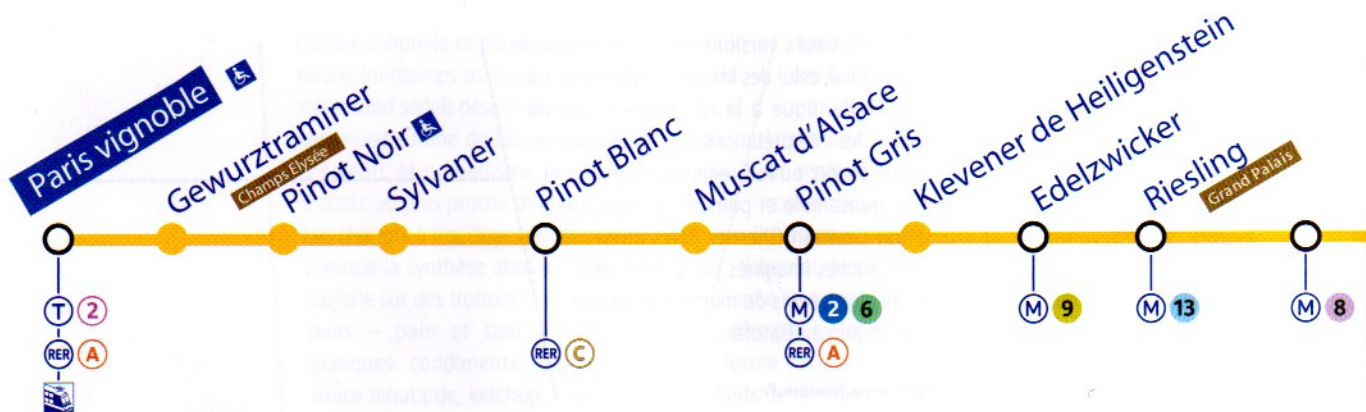 Paris vignoble
Gewurztraminer
Champs Elysée
Pinot Noir
Sylvaner
Pinot Blanc
Muscat d'Alsace
Pinot Gris
Klevener de Heiligenstein
Edelzwicker
Riesling
Grand Palais
T 2
RER A
RER C
M 2 6
RER A
M 9
M 13
M 8